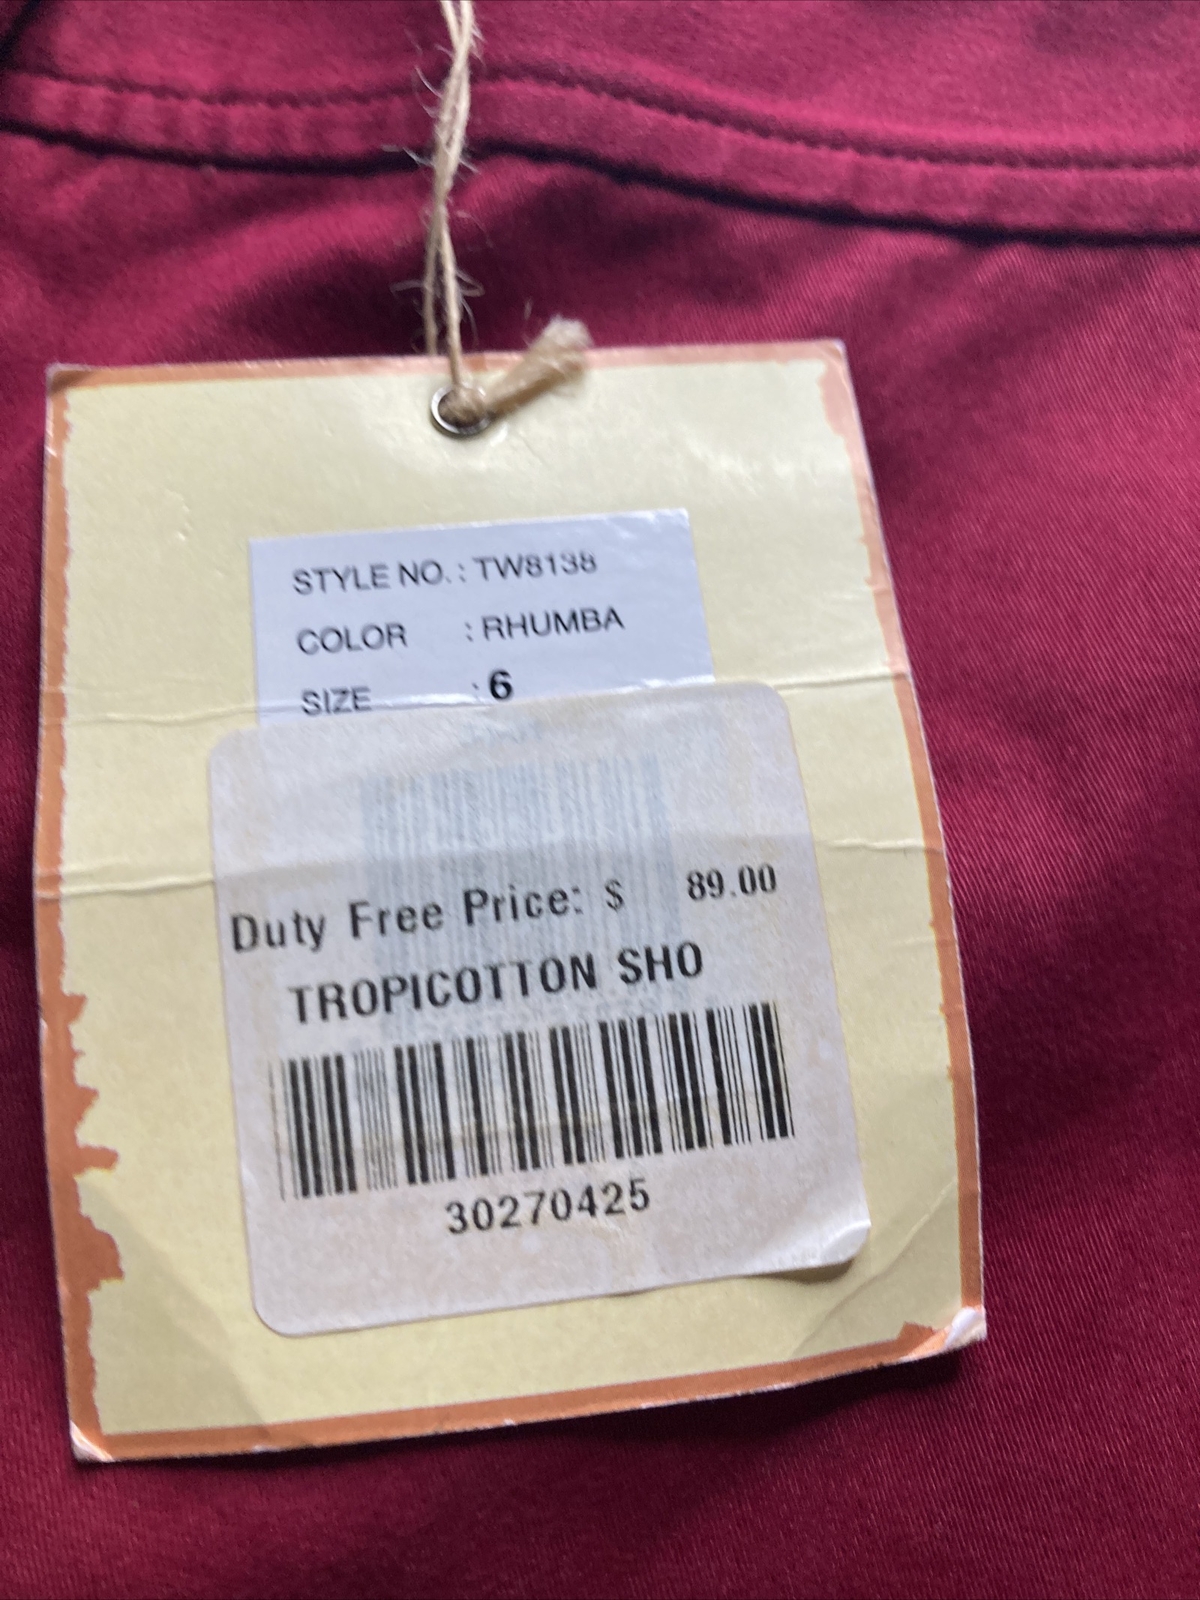 STYLE NO. : TW8138
COLOR : RHUMBA
SIZE : 6
Duty Free Price: $ 89.00
TROPICOTTON SHO
30270425